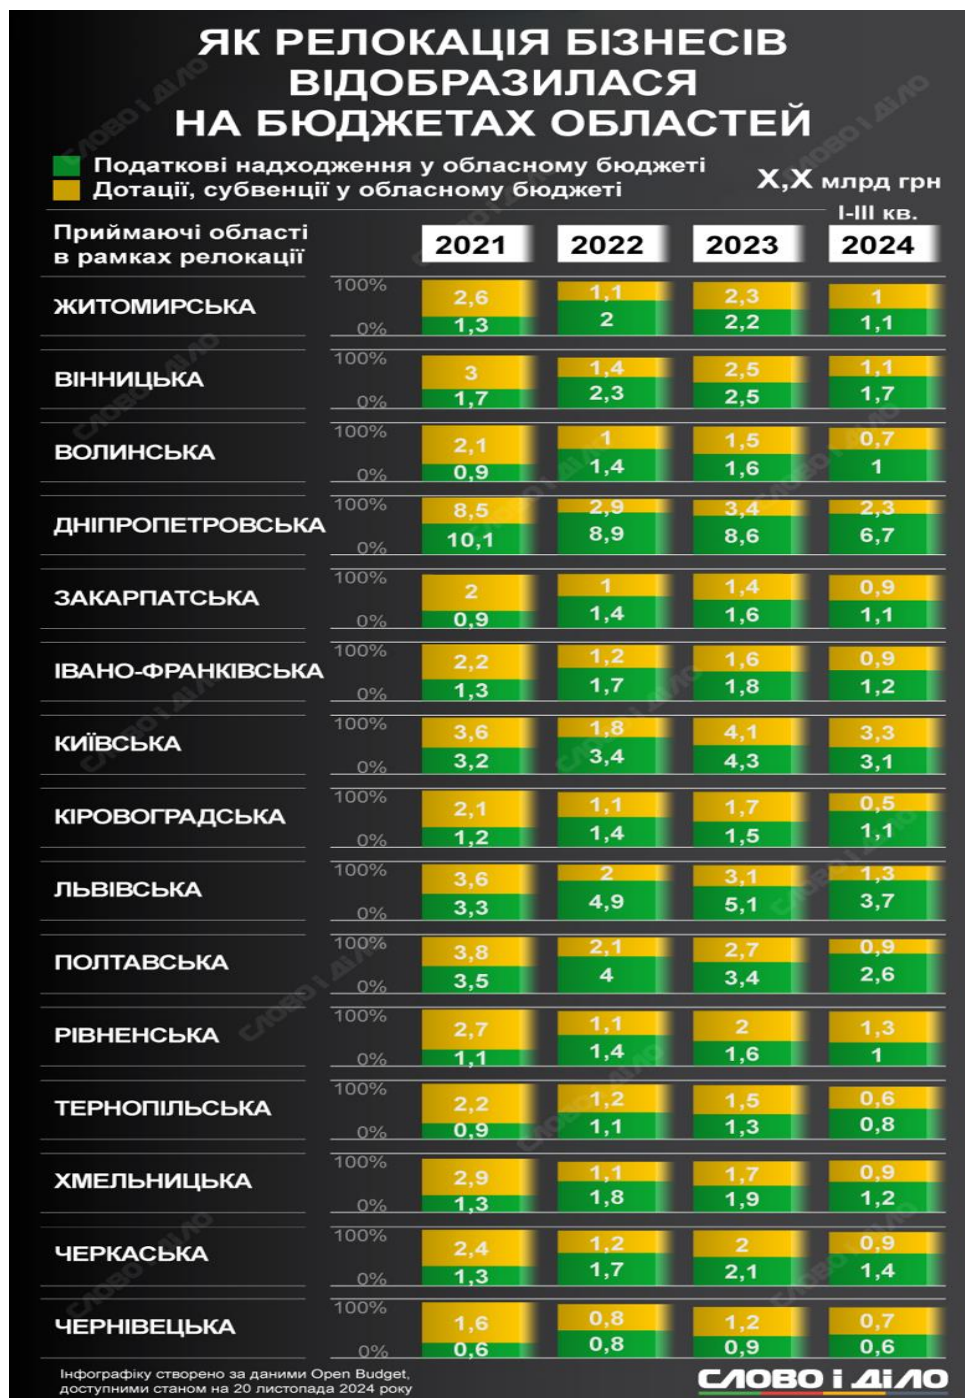 ЯК РЕЛОКАЦІЯ БІЗНЕСІВ
ВІДОБРАЗИЛАСЯ
НА БЮДЖЕТАХ ОБЛАСТЕЙ
Податкові надходження у обласному бюджеті
Дотації, субвенції у обласному бюджеті
Х,Х млрд грн
Приймаючі області
в рамках релокації
2021
2022
2023
І-ІІІ кв.
2024
ЖИТОМИРСЬКА
100% 2,6 1,1 2,3 1
0% 1,3 2 2,2 1,1
ВІННИЦЬКА
100% 3 1,4 2,5 1,1
0% 1,7 2,3 2,5 1,7
ВОЛИНСЬКА
100% 2,1 1 1,5 0,7
0% 0,9 1,4 1,6 1
ДНІПРОПЕТРОВСЬКА
100% 8,5 2,9 3,4 2,3
0% 10,1 8,9 8,6 6,7
ЗАКАРПАТСЬКА
100% 2 1 1,4 0,9
0% 0,9 1,4 1,6 1,1
ІВАНО-ФРАНКІВСЬКА
100% 2,2 1,2 1,6 0,9
0% 1,3 1,7 1,8 1,2
КИЇВСЬКА
100% 3,6 1,8 4,1 3,3
0% 3,2 3,4 4,3 3,1
КІРОВОГРАДСЬКА
100% 2,1 1,1 1,7 0,5
0% 1,2 1,4 1,5 1,1
ЛЬВІВСЬКА
100% 3,6 2 3,1 1,3
0% 3,3 4,9 5,1 3,7
ПОЛТАВСЬКА
100% 3,8 2,1 2,7 0,9
0% 3,5 4 3,4 2,6
РІВНЕНСЬКА
100% 2,7 1,1 2 1,3
0% 1,1 1,4 1,6 1
ТЕРНОПІЛЬСЬКА
100% 2,2 1,2 1,5 0,6
0% 0,9 1,1 1,3 0,8
ХМЕЛЬНИЦЬКА
100% 2,9 1,1 1,7 0,9
0% 1,3 1,8 1,9 1,2
ЧЕРКАСЬКА
100% 2,4 1,2 2 0,9
0% 1,3 1,7 2,1 1,4
ЧЕРНІВЕЦЬКА
100% 1,6 0,8 1,2 0,7
0% 0,6 0,8 0,9 0,6
Інфографіку створено за даними Open Budget,
доступними станом на 20 листопада 2024 року
СЛОВО і ДіЛО